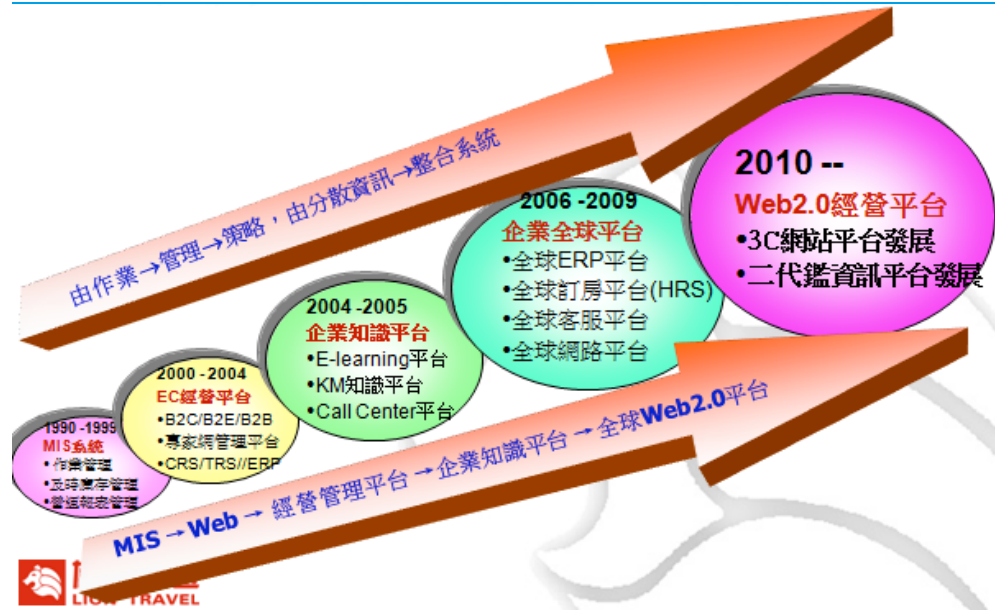 由作業→管理→策略，由分散資訊→整合系統
2010 --
Web2.0經營平台
•3C網站平台發展
•二代鑑資訊平台發展
2006 -2009
企業全球平台
•全球ERP平台
•全球訂房平台(HRS)
•全球客服平台
•全球網路平台
2004 -2005
企業知識平台
•E-learning平台
•KM知識平台
•Call Center平台
2000 - 2004
EC經營平台
•B2C/B2E/B2B
•專家網管理平台
•CRS/TRS//ERP
1990 -1999
MIS系統
•作業管理
•及時庫存管理
•營運報表管理
MIS→Web→ 經營管理平台→企業知識平台→全球Web2.0平台
TRAVEL